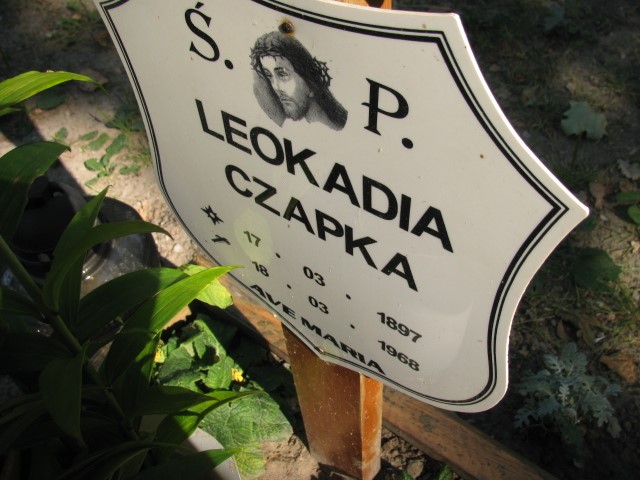 Ś. P.
LEOKADIA
CZAPKA
* 17 . 03 . 1897
† 18 . 03 . 1968
AVE MARIA